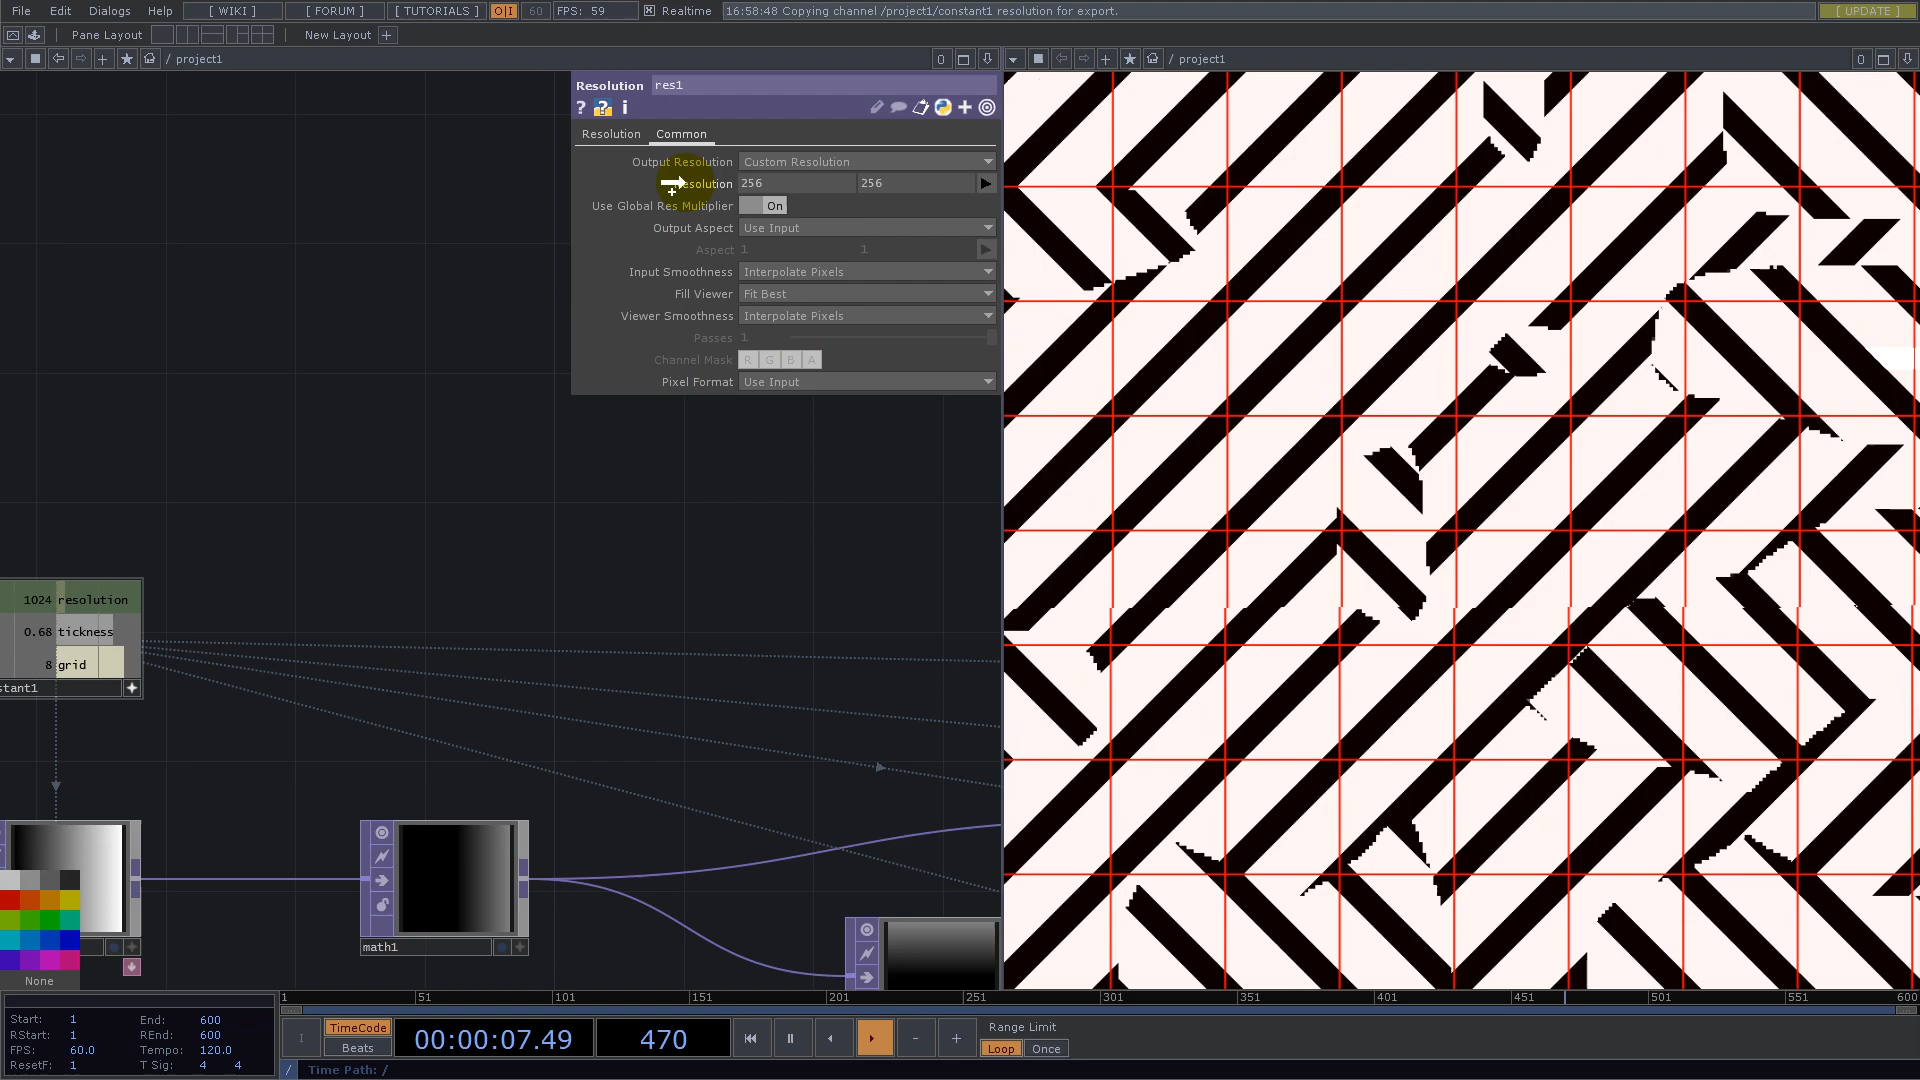 File Edit Dialogs Help [ WIKI ] [ FORUM ] [ TUTORIALS ] O|I 60 FPS: 59 Realtime 16:58:48 Copying channel /project1/constant1 resolution for export. [ UPDATE ]
Pane Layout New Layout +
/ project1 0
/ project1 0
Resolution res1
Resolution Common
Output Resolution Custom Resolution
esolution 256 256
Use Global Res Multiplier On
Output Aspect Use Input
Aspect 1 1
Input Smoothness Interpolate Pixels
Fill Viewer Fit Best
Viewer Smoothness Interpolate Pixels
Passes 1
Channel Mask R G B A
Pixel Format Use Input
1024 resolution
0.68 tickness
8 grid
stant1
math1
None
1 51 101 151 201 251 301 351 401 451 501 551 600
Start: 1 End: 600
RStart: 1 REnd: 600
FPS: 60.0 Tempo: 120.0
ResetF: 1 T Sig: 4 4
TimeCode
Beats
00:00:07.49 470
Range Limit
Loop Once
/ Time Path: /